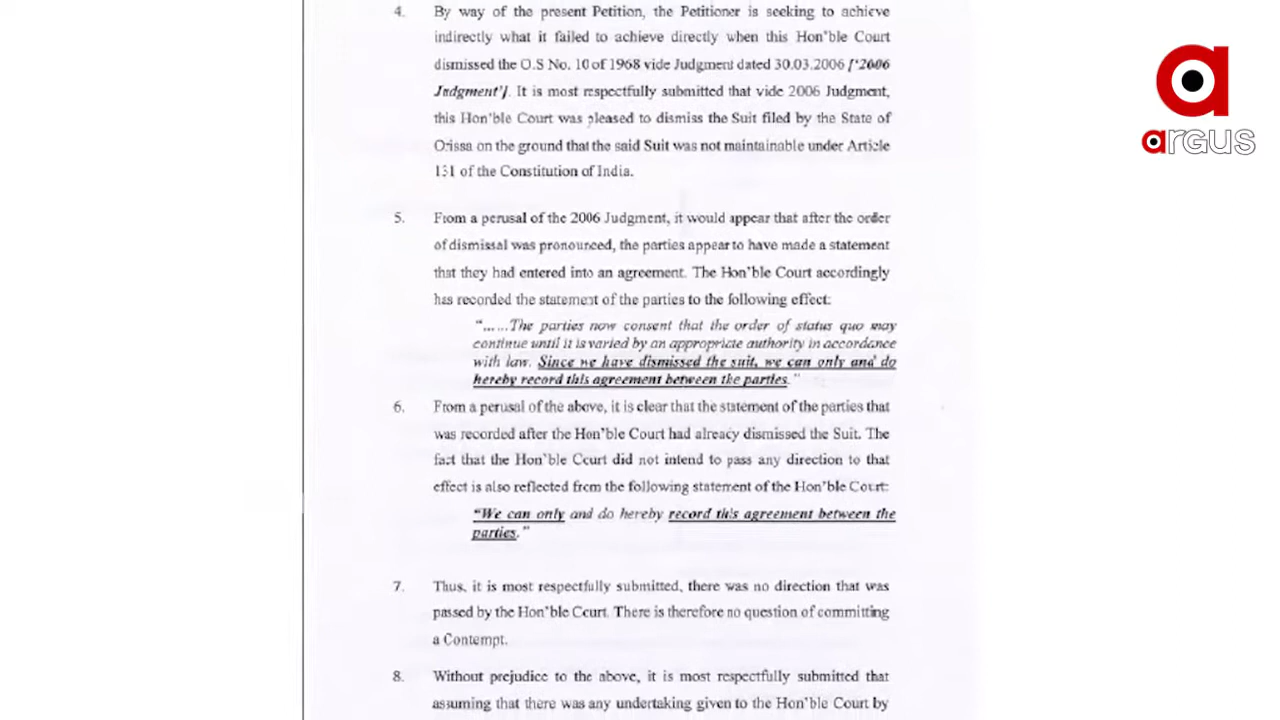 4. By way of the present Petition, the Petitioner is seeking to achieve
indirectly what it failed to achieve directly when this Hon'ble Court
dismissed the O.S No. 10 of 1968 vide Judgment dated 30.03.2006 ['2006
Judgment']. It is most respectfully submitted that vide 2006 Judgment,
this Hon'ble Court was pleased to dismiss the Suit filed by the State of
Orissa on the ground that the said Suit was not maintainable under Article
131 of the Constitution of India.
5. From a perusal of the 2006 Judgment, it would appear that after the order
of dismissal was pronounced, the parties appear to have made a statement
that they had entered into an agreement. The Hon'ble Court accordingly
has recorded the statement of the parties to the following effect:
"......The parties now consent that the order of status quo may
continue until it is varied by an appropriate authority in accordance
with law. Since we have dismissed the suit, we can only and do
hereby record this agreement between the parties."
6. From a perusal of the above, it is clear that the statement of the parties that
was recorded after the Hon'ble Court had already dismissed the Suit. The
fact that the Hon'ble Court did not intend to pass any direction to that
effect is also reflected from the following statement of the Hon'ble Court:
"We can only and do hereby record this agreement between the
parties."
7. Thus, it is most respectfully submitted, there was no direction that was
passed by the Hon'ble Court. There is therefore no question of committing
a Contempt.
8. Without prejudice to the above, it is most respectfully submitted that
assuming that there was any undertaking given to the Hon'ble Court by
a
argus